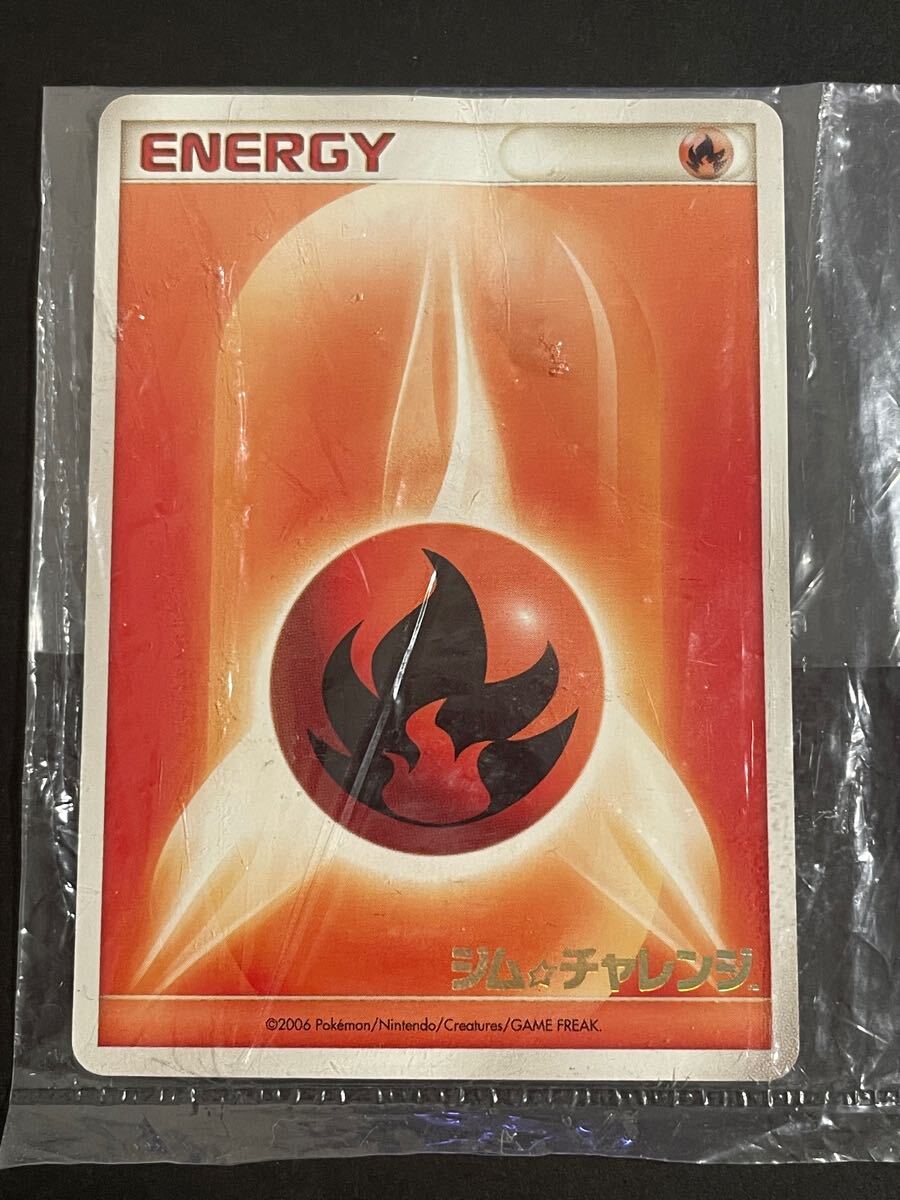 ENERGY
ジム☆チャレンジ
©2006 Pokémon/Nintendo/Creatures/GAME FREAK.